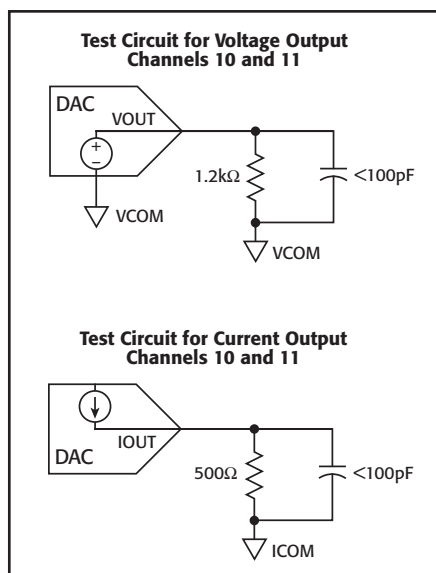 Test Circuit for Voltage Output
Channels 10 and 11
DAC
VOUT
+
−
1.2kΩ
<100pF
VCOM
VCOM
Test Circuit for Current Output
Channels 10 and 11
IOUT
DAC
500Ω
<100pF
ICOM